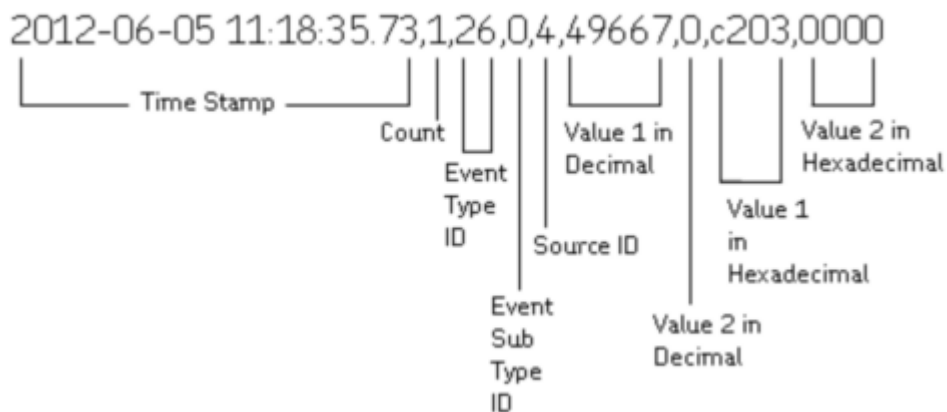 2012-06-05 11:18:35.73,1,26,0,4,49667,0,c203,0000
Time Stamp
Count
Event
Type
ID
Event
Sub
Type
ID
Source ID
Value 1 in
Decimal
Value 2 in
Decimal
Value 1
in
Hexadecimal
Value 2 in
Hexadecimal